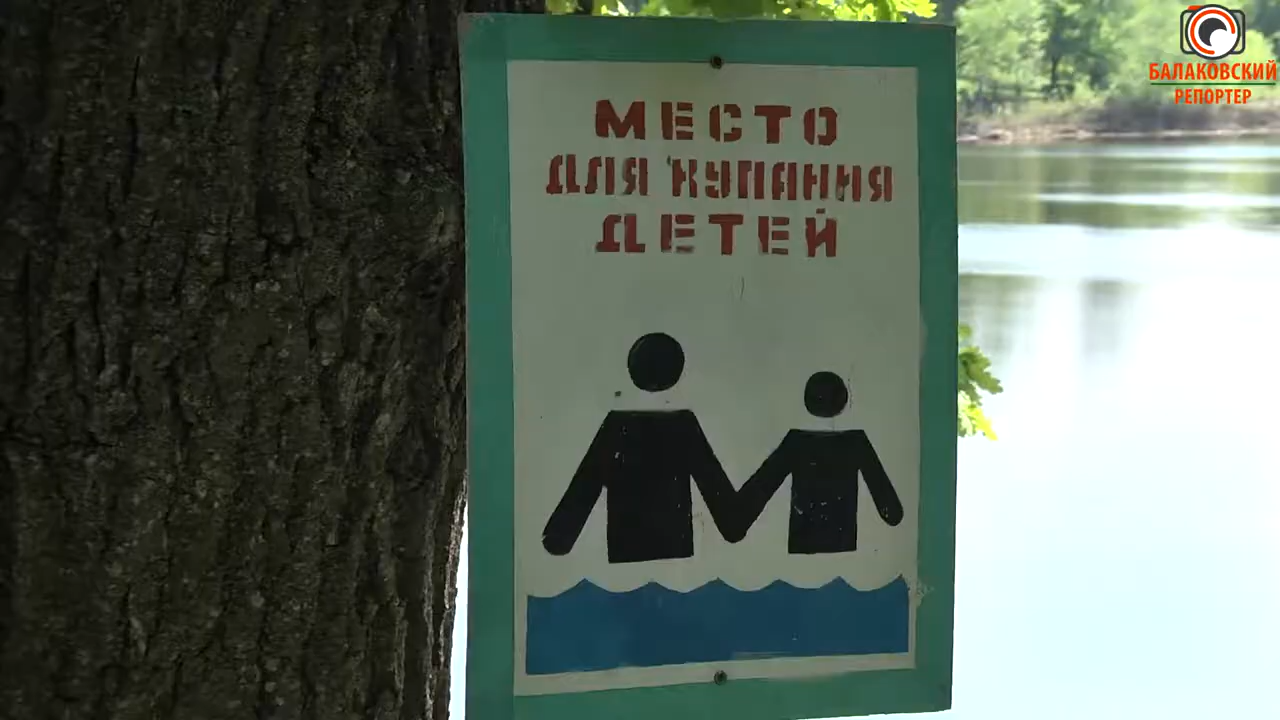 МЕСТО
ДЛЯ КУПАНИЯ
ДЕТЕЙ
БАЛАКОВСКИЙ
РЕПОРТЕР